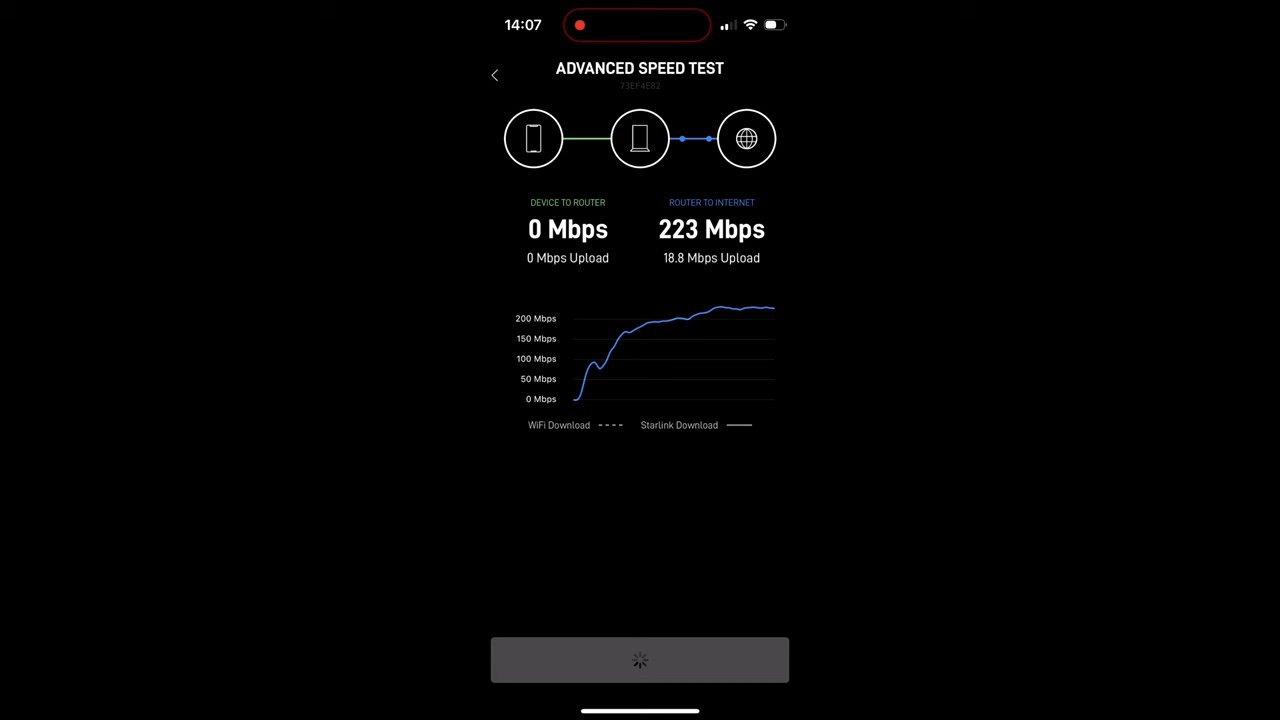 14:07
ADVANCED SPEED TEST
73EF4E82
DEVICE TO ROUTER
0 Mbps
0 Mbps Upload
ROUTER TO INTERNET
223 Mbps
18.8 Mbps Upload
200 Mbps
150 Mbps
100 Mbps
50 Mbps
0 Mbps
WiFi Download
Starlink Download